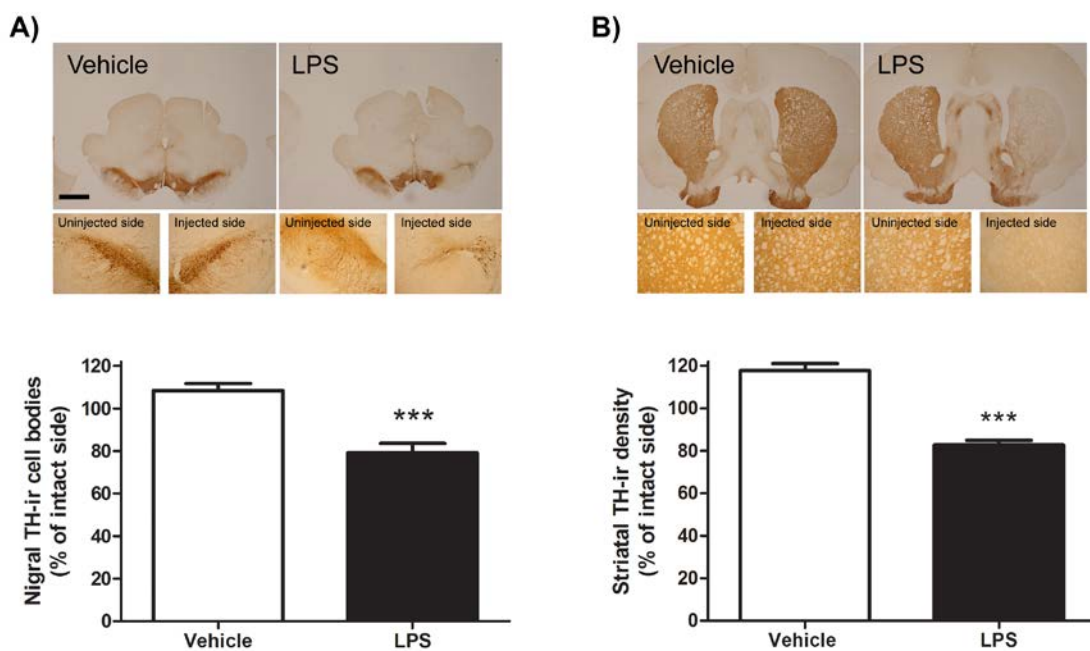 A)
Vehicle
LPS
Uninjected side
Injected side
Uninjected side
Injected side
Nigral TH-ir cell bodies
(% of intact side)
120
100
80
60
40
20
0
***
Vehicle
LPS
B)
Vehicle
LPS
Uninjected side
Injected side
Uninjected side
Injected side
Striatal TH-ir density
(% of intact side)
120
100
80
60
40
20
0
***
Vehicle
LPS